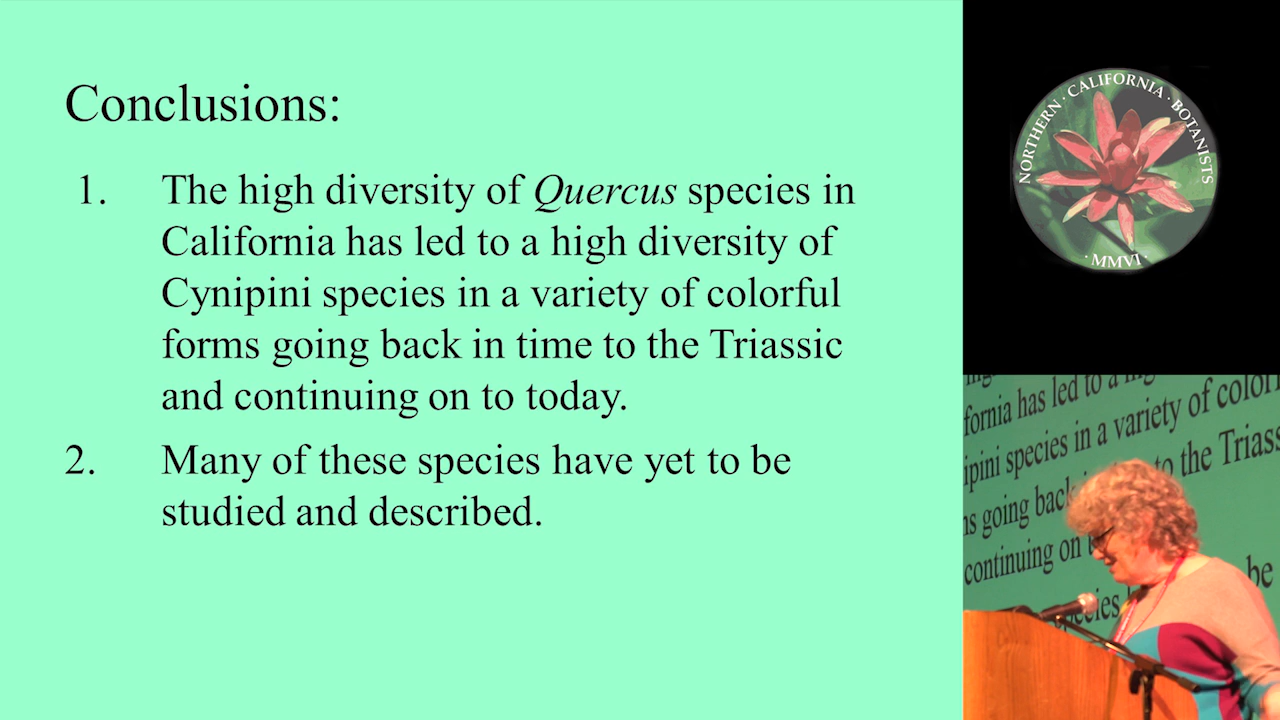 Conclusions:
1. The high diversity of Quercus species in
California has led to a high diversity of
Cynipini species in a variety of colorful
forms going back in time to the Triassic
and continuing on to today.
2. Many of these species have yet to be
studied and described.
NORTHERN · CALIFORNIA · BOTANISTS
· MMVI ·
fornia has led to a
ipini species in a variety of color
ns going back to the Triass
continuing on
be
species